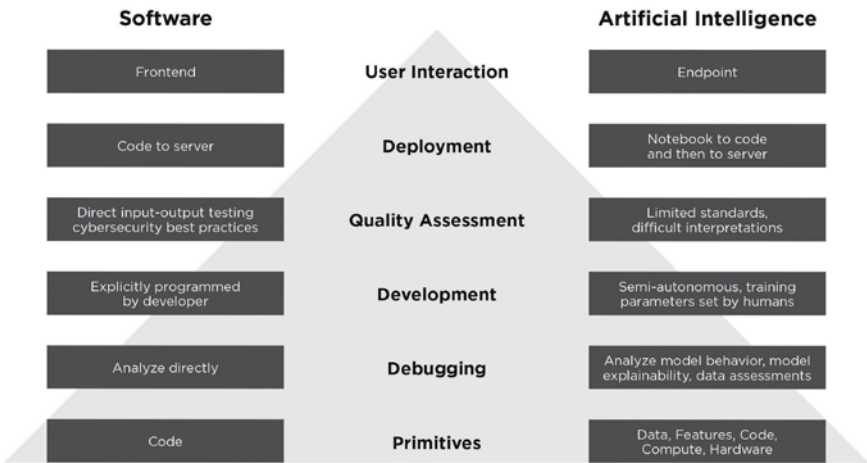 Software
Artificial Intelligence
Frontend
User Interaction
Endpoint
Code to server
Deployment
Notebook to code
and then to server
Direct input-output testing
cybersecurity best practices
Quality Assessment
Limited standards,
difficult interpretations
Explicitly programmed
by developer
Development
Semi-autonomous, training
parameters set by humans
Analyze directly
Debugging
Analyze model behavior, model
explainability, data assessments
Code
Primitives
Data, Features, Code,
Compute, Hardware